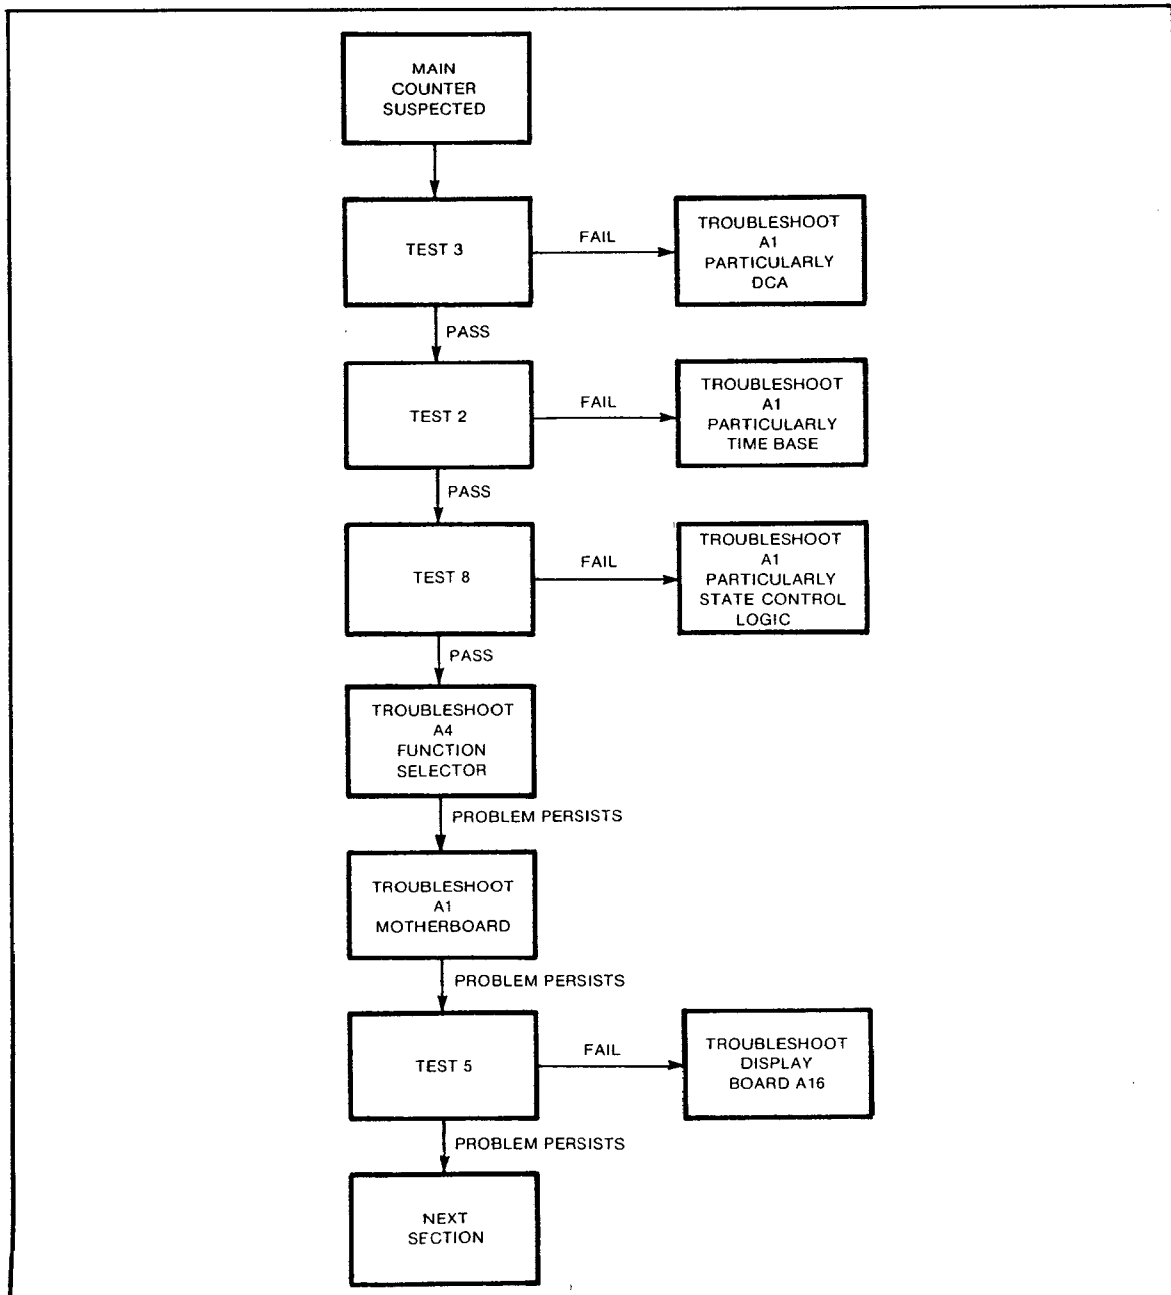 MAIN
COUNTER
SUSPECTED
TEST 3
FAIL
TROUBLESHOOT
A1
PARTICULARLY
DCA
PASS
TEST 2
FAIL
TROUBLESHOOT
A1
PARTICULARLY
TIME BASE
PASS
TEST 8
FAIL
TROUBLESHOOT
A1
PARTICULARLY
STATE CONTROL
LOGIC
PASS
TROUBLESHOOT
A4
FUNCTION
SELECTOR
PROBLEM PERSISTS
TROUBLESHOOT
A1
MOTHERBOARD
PROBLEM PERSISTS
TEST 5
FAIL
TROUBLESHOOT
DISPLAY
BOARD A16
PROBLEM PERSISTS
NEXT
SECTION